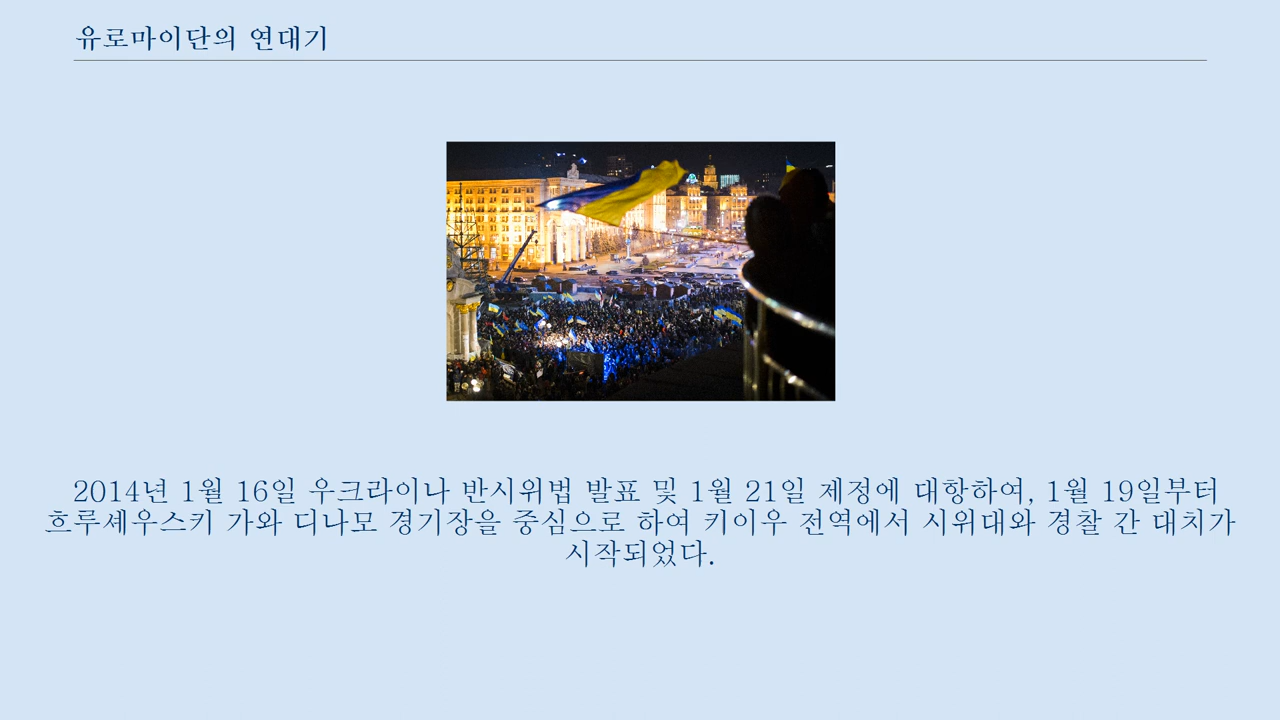 유로마이단의 연대기
2014년 1월 16일 우크라이나 반시위법 발표 및 1월 21일 제정에 대항하여, 1월 19일부터
흐루셰우스키 가와 디나모 경기장을 중심으로 하여 키이우 전역에서 시위대와 경찰 간 대치가
시작되었다.